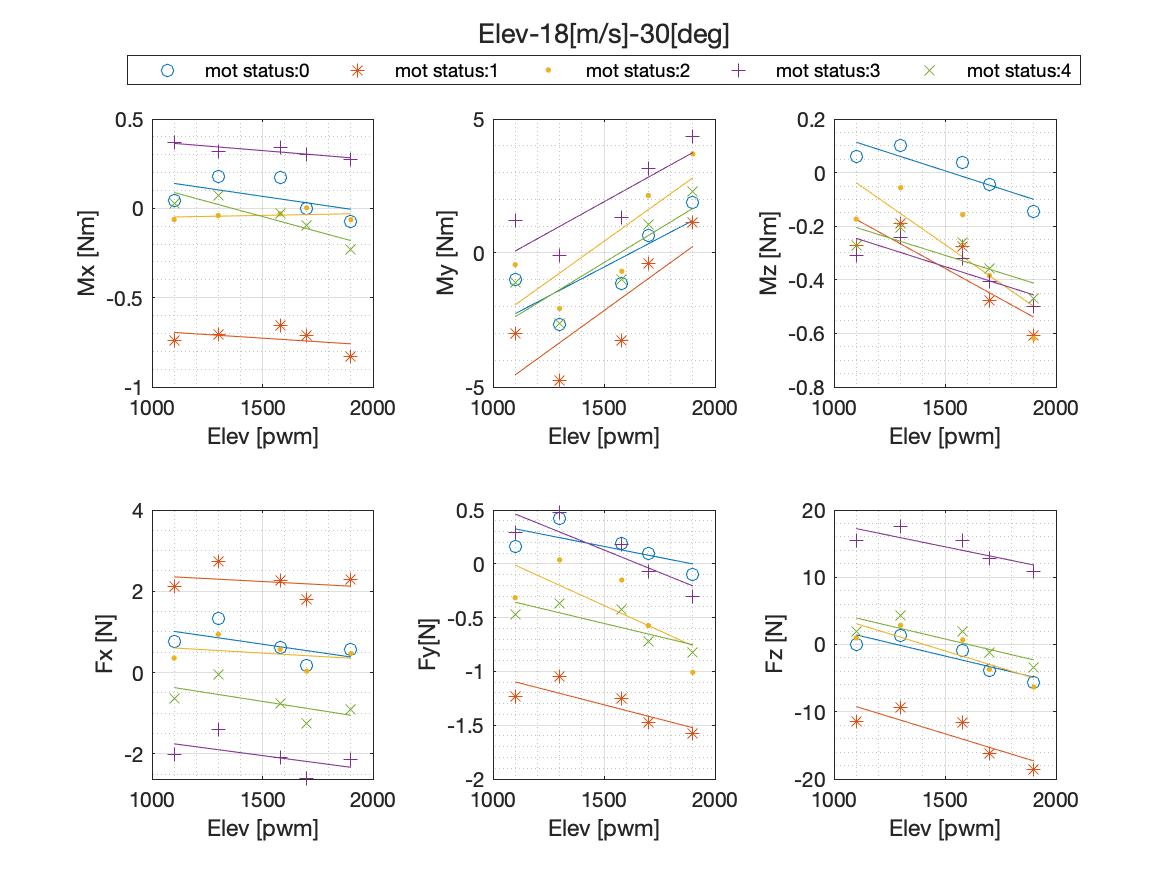 Elev-18[m/s]-30[deg]
mot status:0 mot status:1 mot status:2 mot status:3 mot status:4
0.5
0
-0.5
-1
Mx [Nm]
1000 1500 2000
Elev [pwm]
5
0
-5
My [Nm]
1000 1500 2000
Elev [pwm]
0.2
0
-0.2
-0.4
-0.6
-0.8
Mz [Nm]
1000 1500 2000
Elev [pwm]
4
2
0
-2
Fx [N]
1000 1500 2000
Elev [pwm]
0.5
0
-0.5
-1
-1.5
-2
Fy[N]
1000 1500 2000
Elev [pwm]
20
10
0
-10
-20
Fz [N]
1000 1500 2000
Elev [pwm]